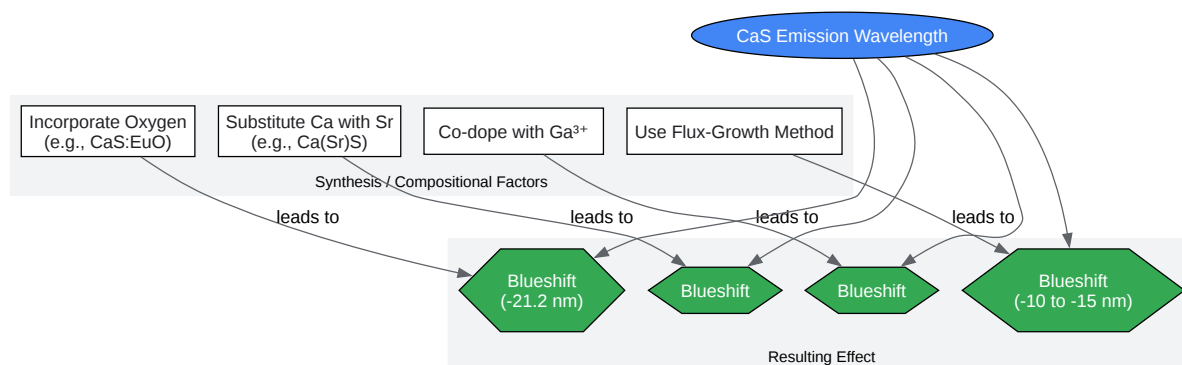 CaS Emission Wavelength
Incorporate Oxygen
(e.g., CaS:EuO)
Substitute Ca with Sr
(e.g., Ca(Sr)S)
Co-dope with Ga³⁺
Use Flux-Growth Method
Synthesis / Compositional Factors
leads to
leads to
leads to
leads to
Blueshift
(-21.2 nm)
Blueshift
Blueshift
Blueshift
(-10 to -15 nm)
Resulting Effect